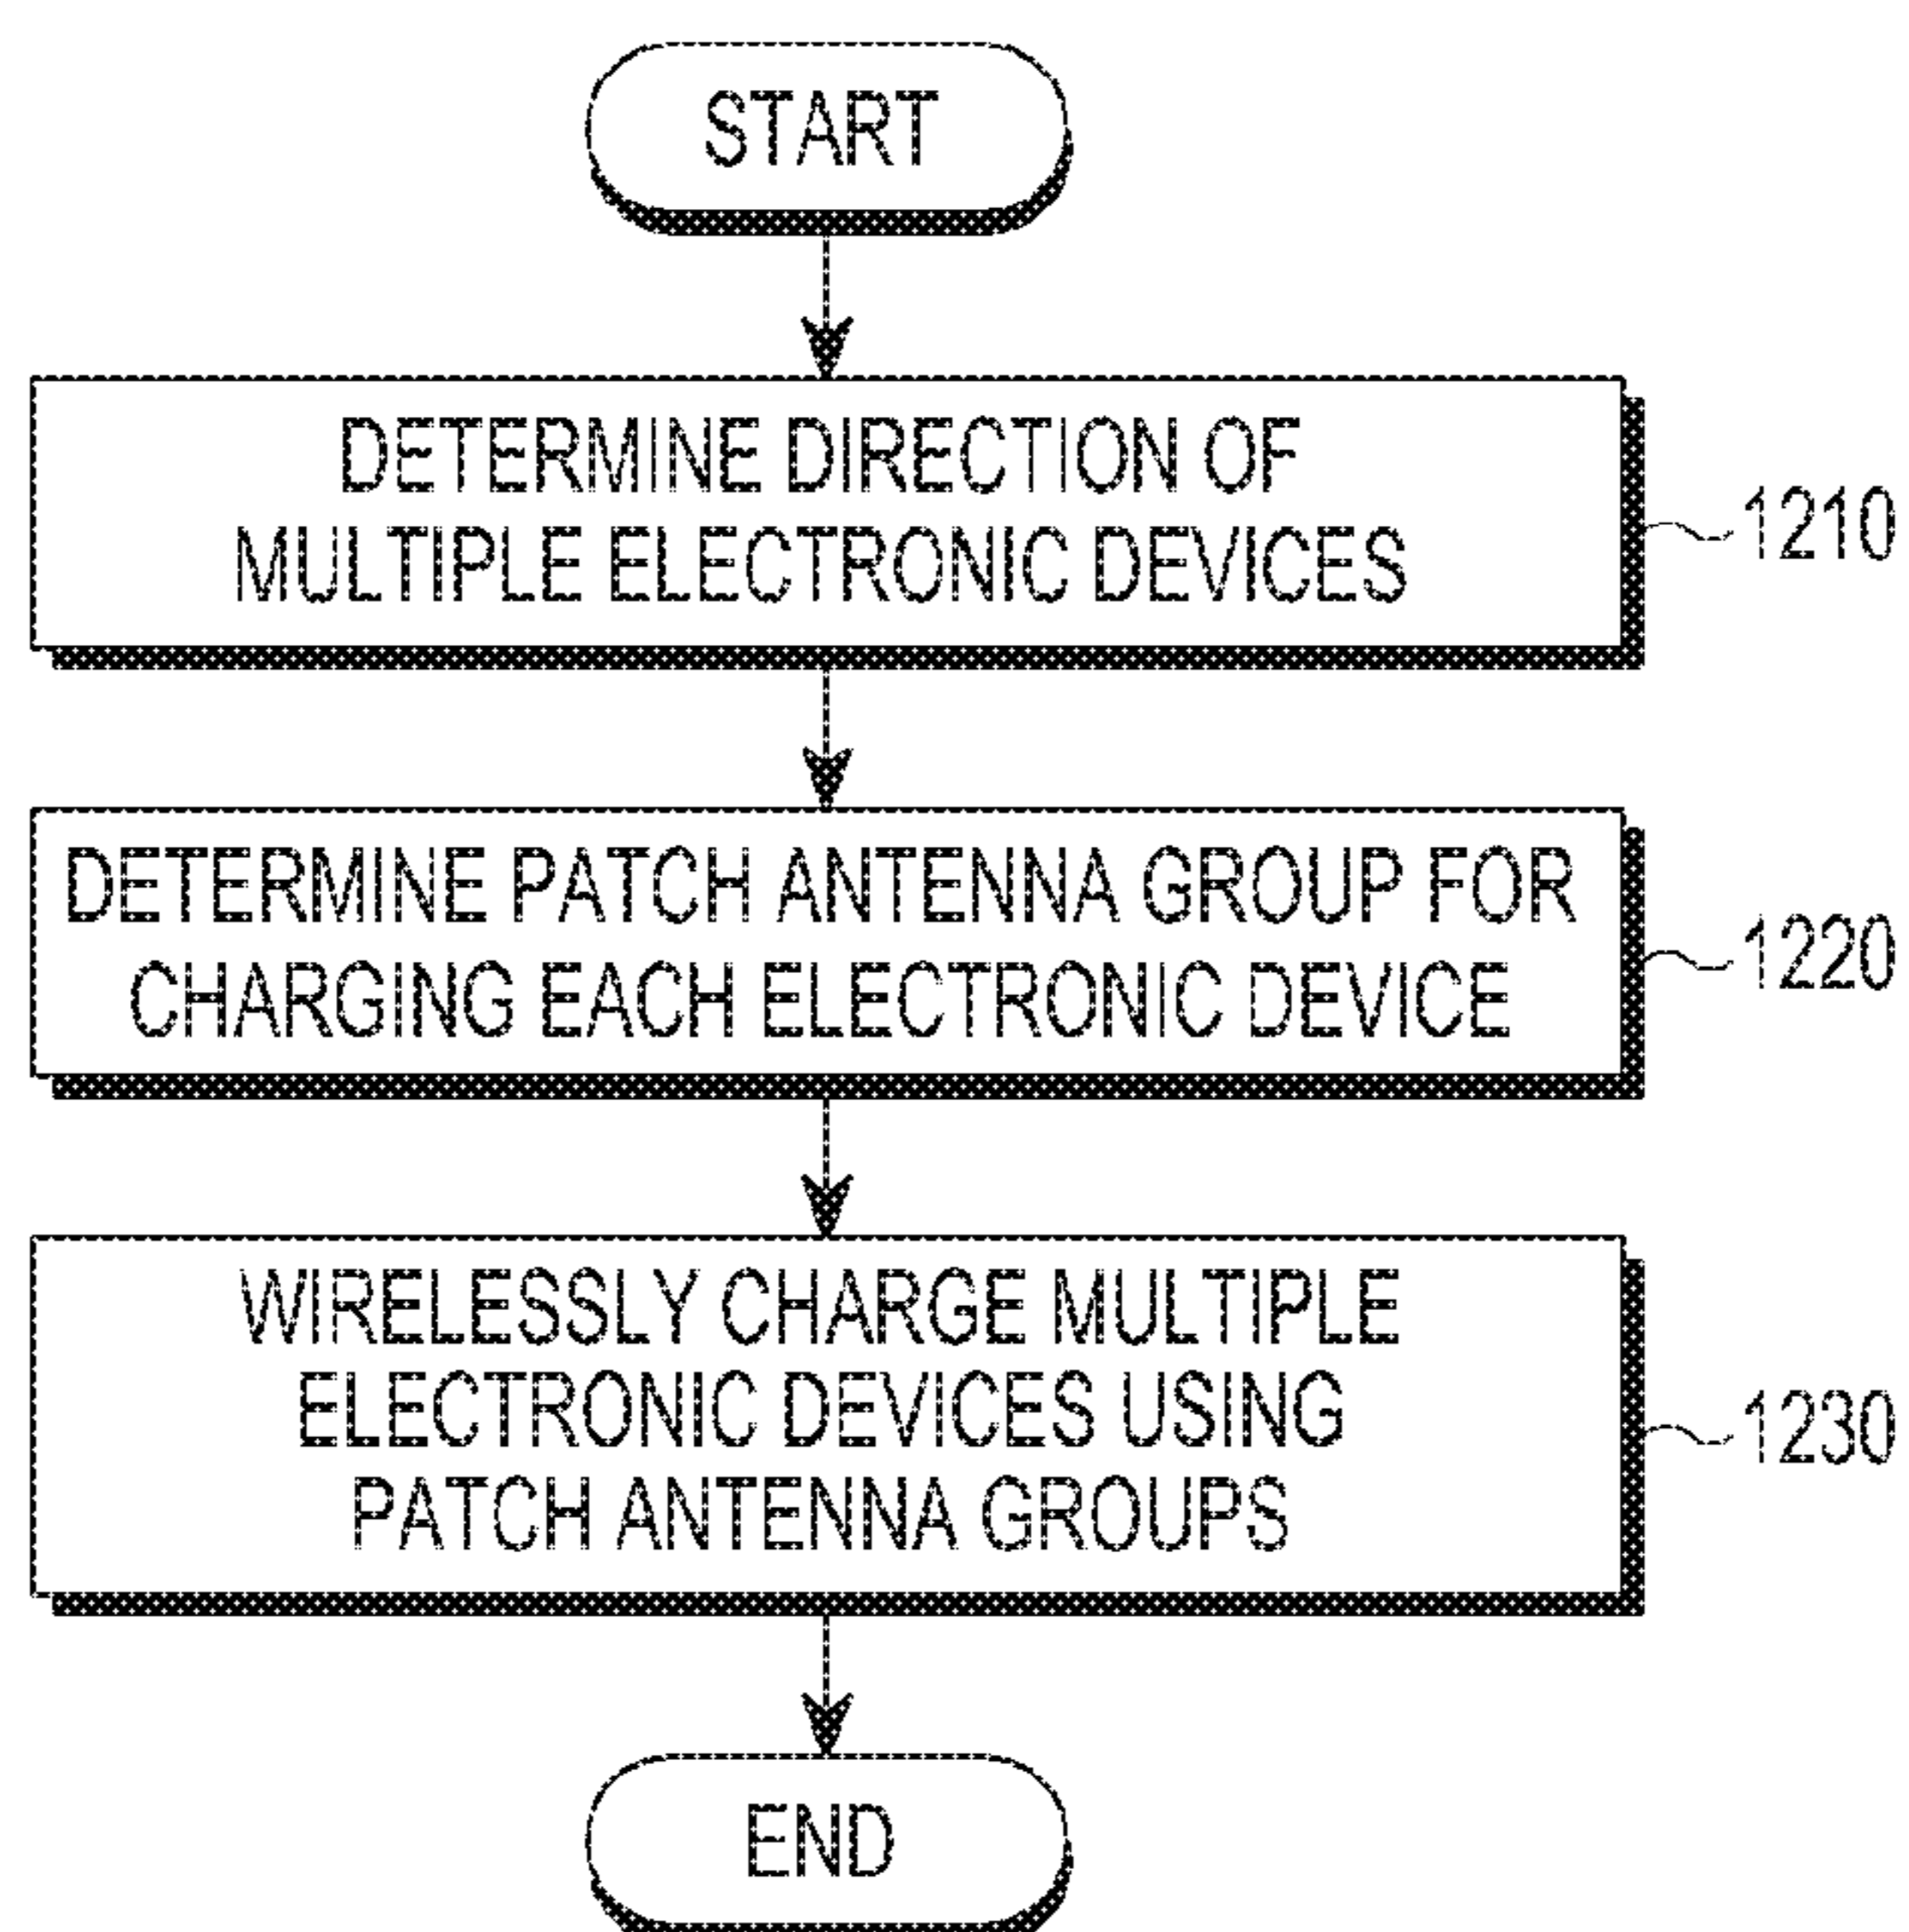 START
DETERMINE DIRECTION OF
MULTIPLE ELECTRONIC DEVICES
1210
DETERMINE PATCH ANTENNA GROUP FOR
CHARGING EACH ELECTRONIC DEVICE
1220
WIRELESSLY CHARGE MULTIPLE
ELECTRONIC DEVICES USING
PATCH ANTENNA GROUPS
1230
END